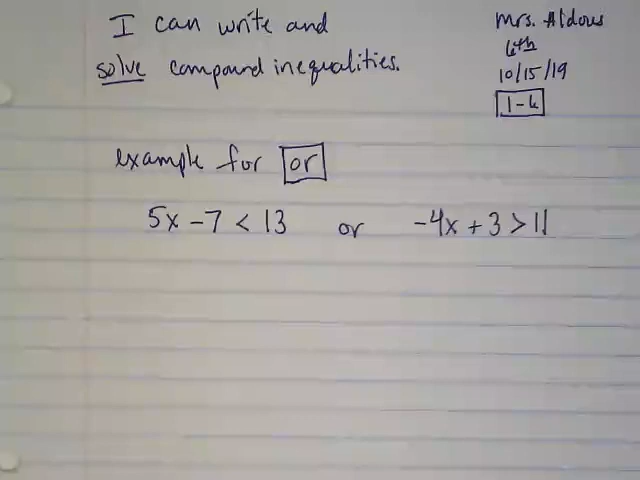 I can write and
solve compound inequalities.
Mrs. Aldous
6th
10/15/19
1-6
example for or
5x - 7 < 13 or -4x + 3 > 11